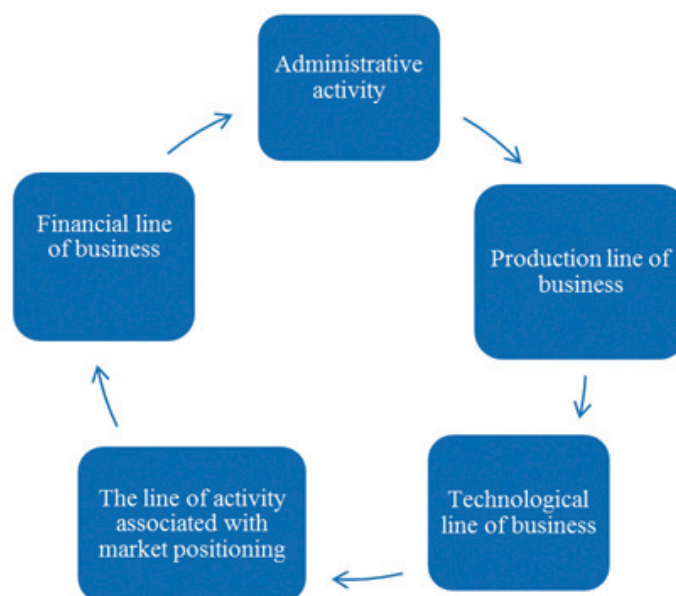 Administrative
activity
Production line of
business
Technological
line of business
The line of activity
associated with
market positioning
Financial line
of business